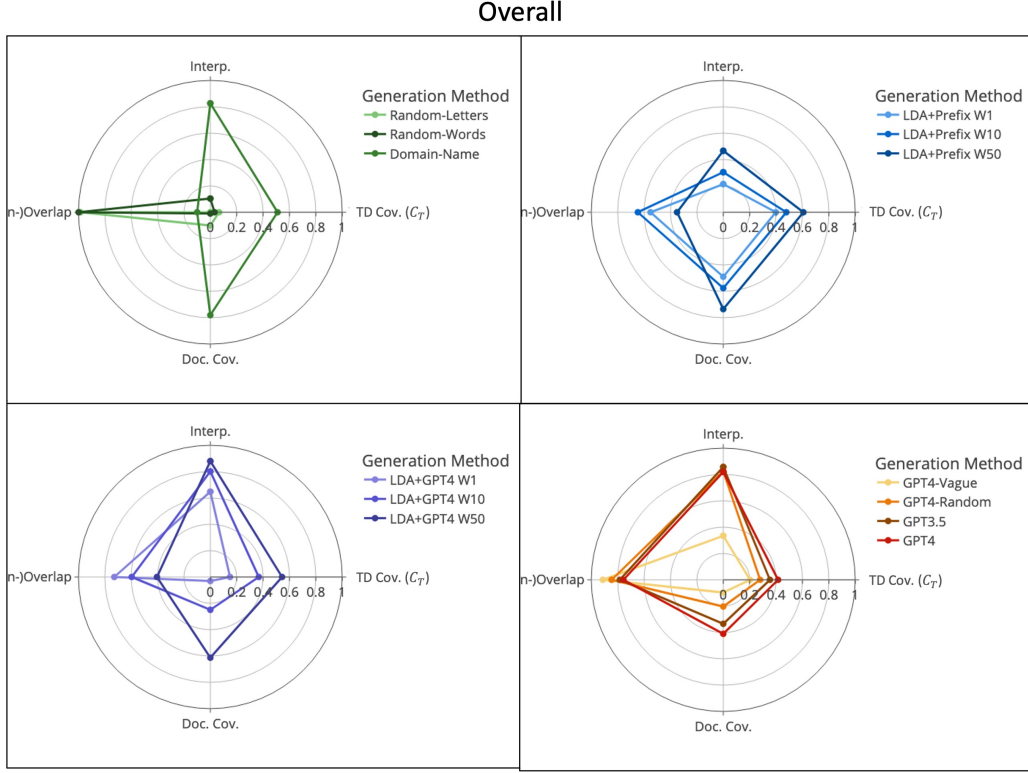 Overall
Interp.
Generation Method
Random-Letters
Random-Words
Domain-Name
n-)Overlap
0 0.2 0.4 0.6 0.8 1
TD Cov. (C_T)
Doc. Cov.
Interp.
Generation Method
LDA+Prefix W1
LDA+Prefix W10
LDA+Prefix W50
n-)Overlap
0 0.2 0.4 0.6 0.8 1
TD Cov. (C_T)
Doc. Cov.
Interp.
Generation Method
LDA+GPT4 W1
LDA+GPT4 W10
LDA+GPT4 W50
n-)Overlap
0 0.2 0.4 0.6 0.8 1
TD Cov. (C_T)
Doc. Cov.
Interp.
Generation Method
GPT4-Vague
GPT4-Random
GPT3.5
GPT4
n-)Overlap
0 0.2 0.4 0.6 0.8 1
TD Cov. (C_T)
Doc. Cov.